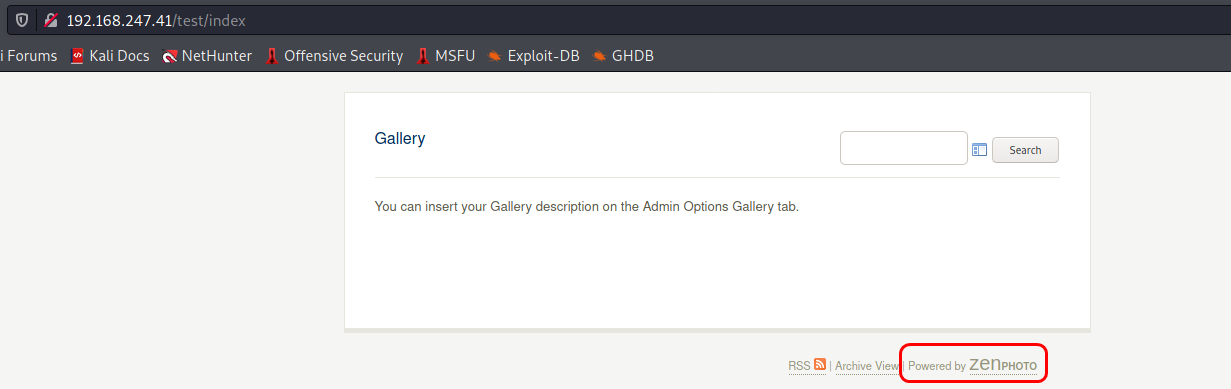 192.168.247.41/test/index
i Forums Kali Docs NetHunter Offensive Security MSFU Exploit-DB GHDB
Gallery
Search
You can insert your Gallery description on the Admin Options Gallery tab.
RSS | Archive View | Powered by zenPHOTO